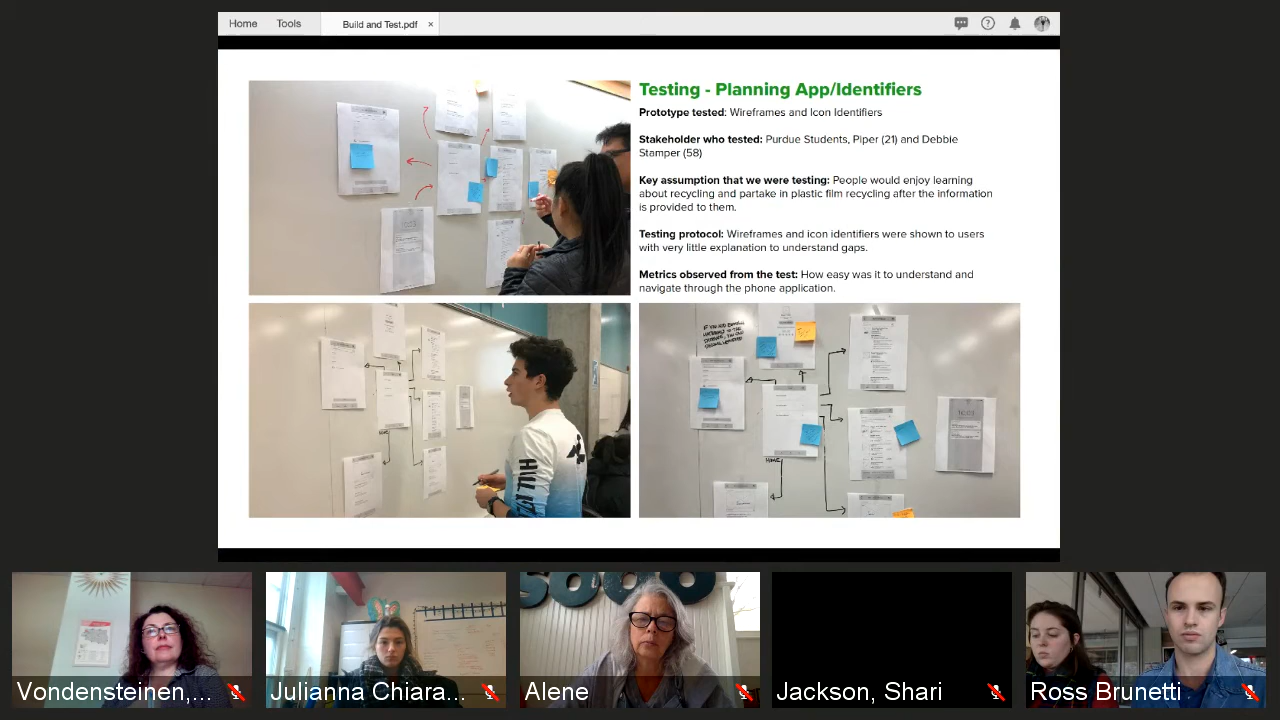 Home Tools Build and Test.pdf ×
Testing - Planning App/Identifiers
Prototype tested: Wireframes and Icon Identifiers
Stakeholder who tested: Purdue Students, Piper (21) and Debbie
Stamper (58)
Key assumption that we were testing: People would enjoy learning
about recycling and partake in plastic film recycling after the information
is provided to them.
Testing protocol: Wireframes and icon identifiers were shown to users
with very little explanation to understand gaps.
Metrics observed from the test: How easy was it to understand and
navigate through the phone application.
HOME
HOME
Vondensteinen,...
Julianna Chiara...
Alene
Jackson, Shari
Ross Brunetti